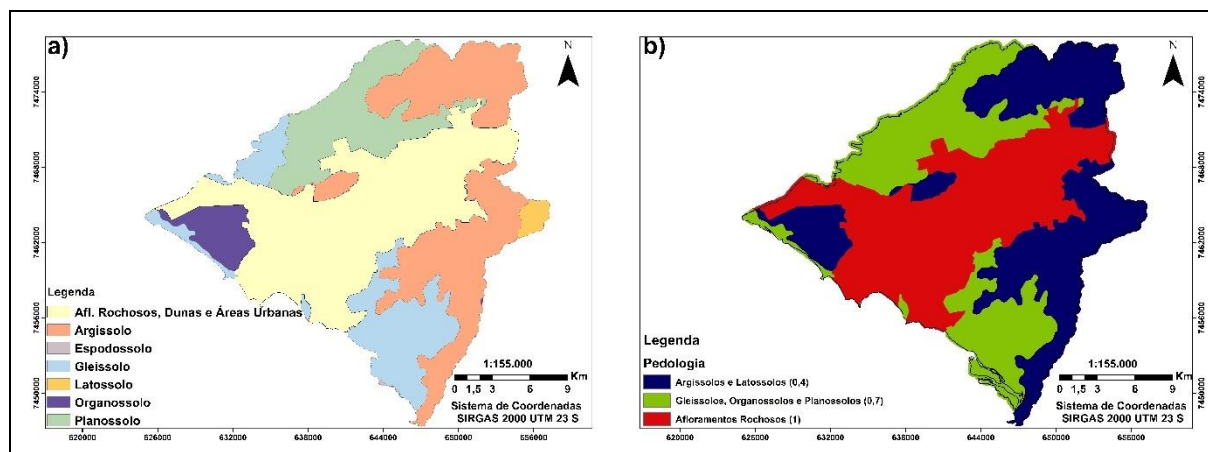 a)
N
7474000
7468000
7462000
7456000
7450000
Legenda
Afl. Rochosos, Dunas e Áreas Urbanas
Argissolo
Espodossolo
Gleissolo
Latossolo
Organossolo
Planossolo
1:155.000
Km
0 1,5 3 6 9
Sistema de Coordenadas
SIRGAS 2000 UTM 23 S
620000 626000 632000 638000 644000 650000 656000
b)
N
7474000
7468000
7462000
7456000
7450000
Legenda
Pedologia
Argissolos e Latossolos (0,4)
Gleissolos, Organossolos e Planossolos (0,7)
Afloramentos Rochosos (1)
1:155.000
Km
0 1,5 3 6 9
Sistema de Coordenadas
SIRGAS 2000 UTM 23 S
620000 625000 632000 638000 644000 650000 656000